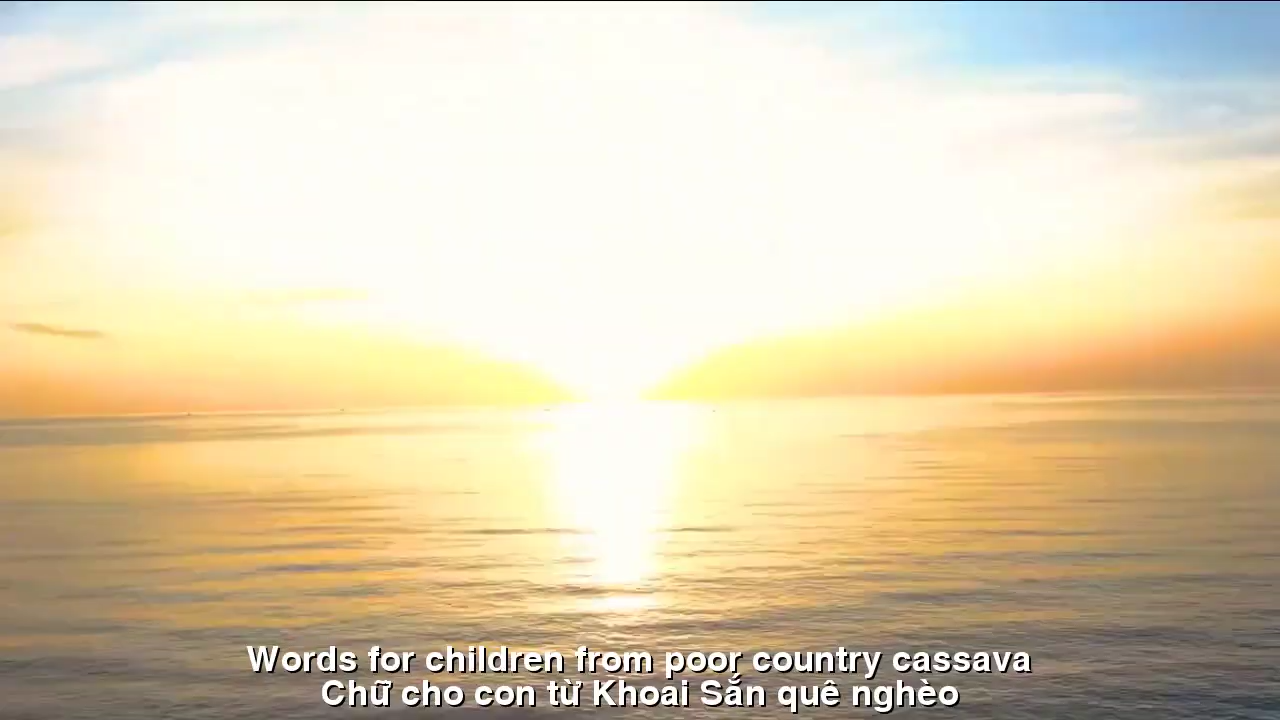 Words for children from poor country cassava
Chữ cho con từ Khoai Sắn quê nghèo